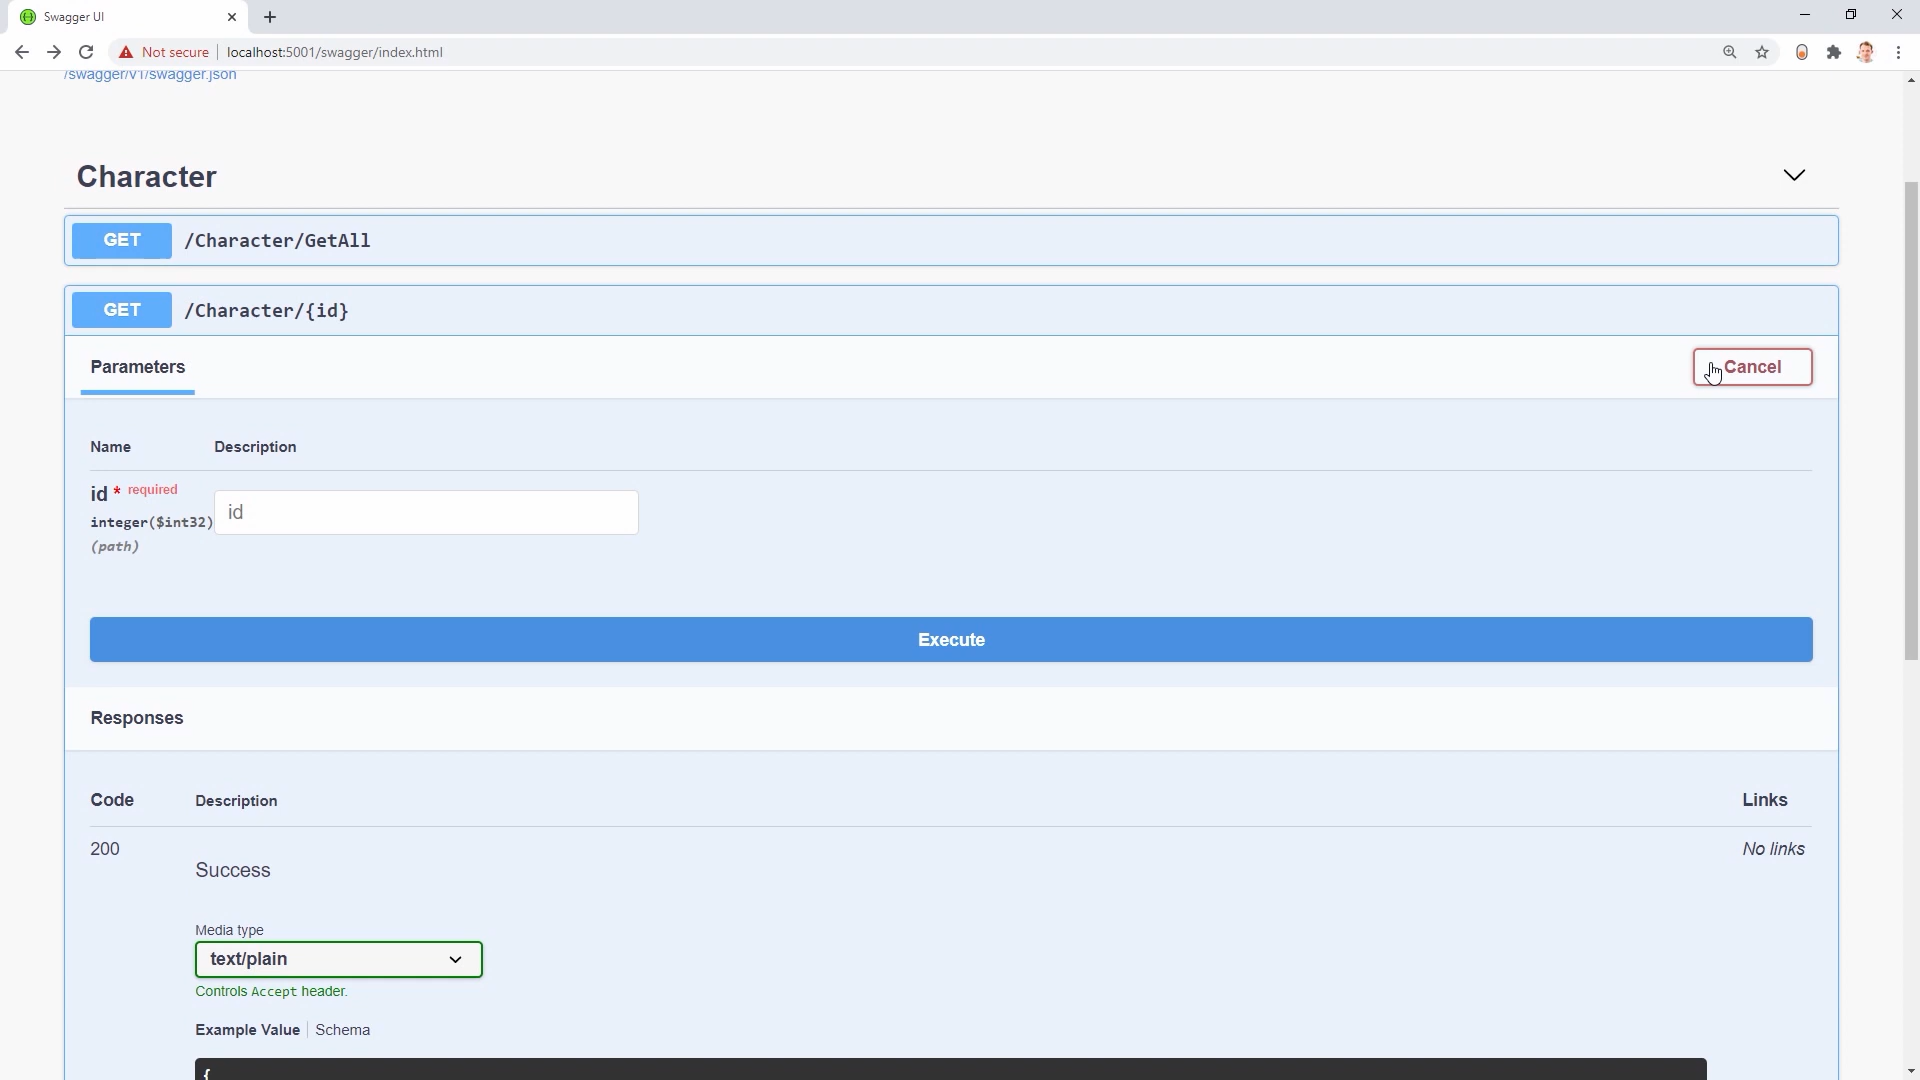 Swagger UI
Not secure | localhost:5001/swagger/index.html
/swagger/v1/swagger.json
Character
GET /Character/GetAll
GET /Character/{id}
Parameters
Cancel
Name Description
id * required
integer($int32)
(path)
id
Execute
Responses
Code Description Links
200
Success
No links
Media type
text/plain
Controls Accept header.
Example Value | Schema
{